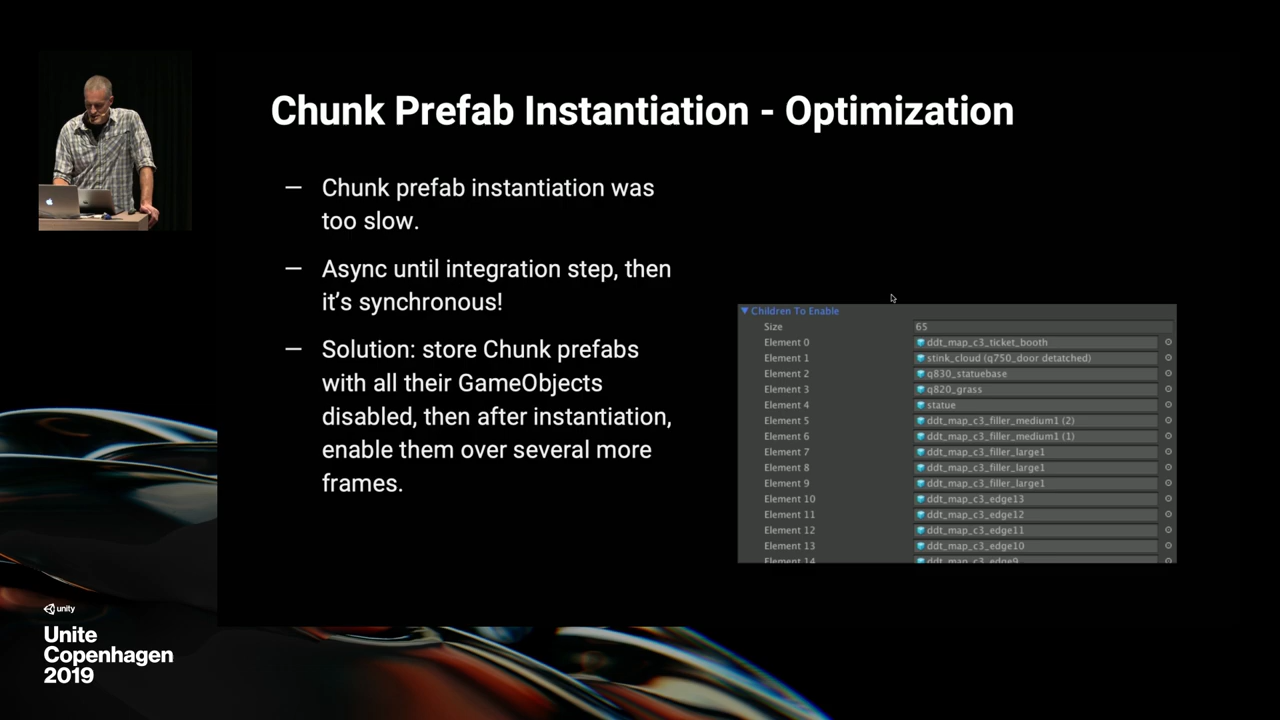 Chunk Prefab Instantiation - Optimization
— Chunk prefab instantiation was
too slow.
— Async until integration step, then
it's synchronous!
— Solution: store Chunk prefabs
with all their GameObjects
disabled, then after instantiation,
enable them over several more
frames.
Children To Enable
Size 65
Element 0 ddt_map_c3_ticket_booth
Element 1 stink_cloud (q750_door detatched)
Element 2 q830_statuebase
Element 3 q820_grass
Element 4 statue
Element 5 ddt_map_c3_filler_medium1 (2)
Element 6 ddt_map_c3_filler_medium1 (1)
Element 7 ddt_map_c3_filler_large1
Element 8 ddt_map_c3_filler_large1
Element 9 ddt_map_c3_filler_large1
Element 10 ddt_map_c3_edge13
Element 11 ddt_map_c3_edge12
Element 12 ddt_map_c3_edge11
Element 13 ddt_map_c3_edge10
Element 14 ddt_map_c3_edge9
unity
Unite
Copenhagen
2019